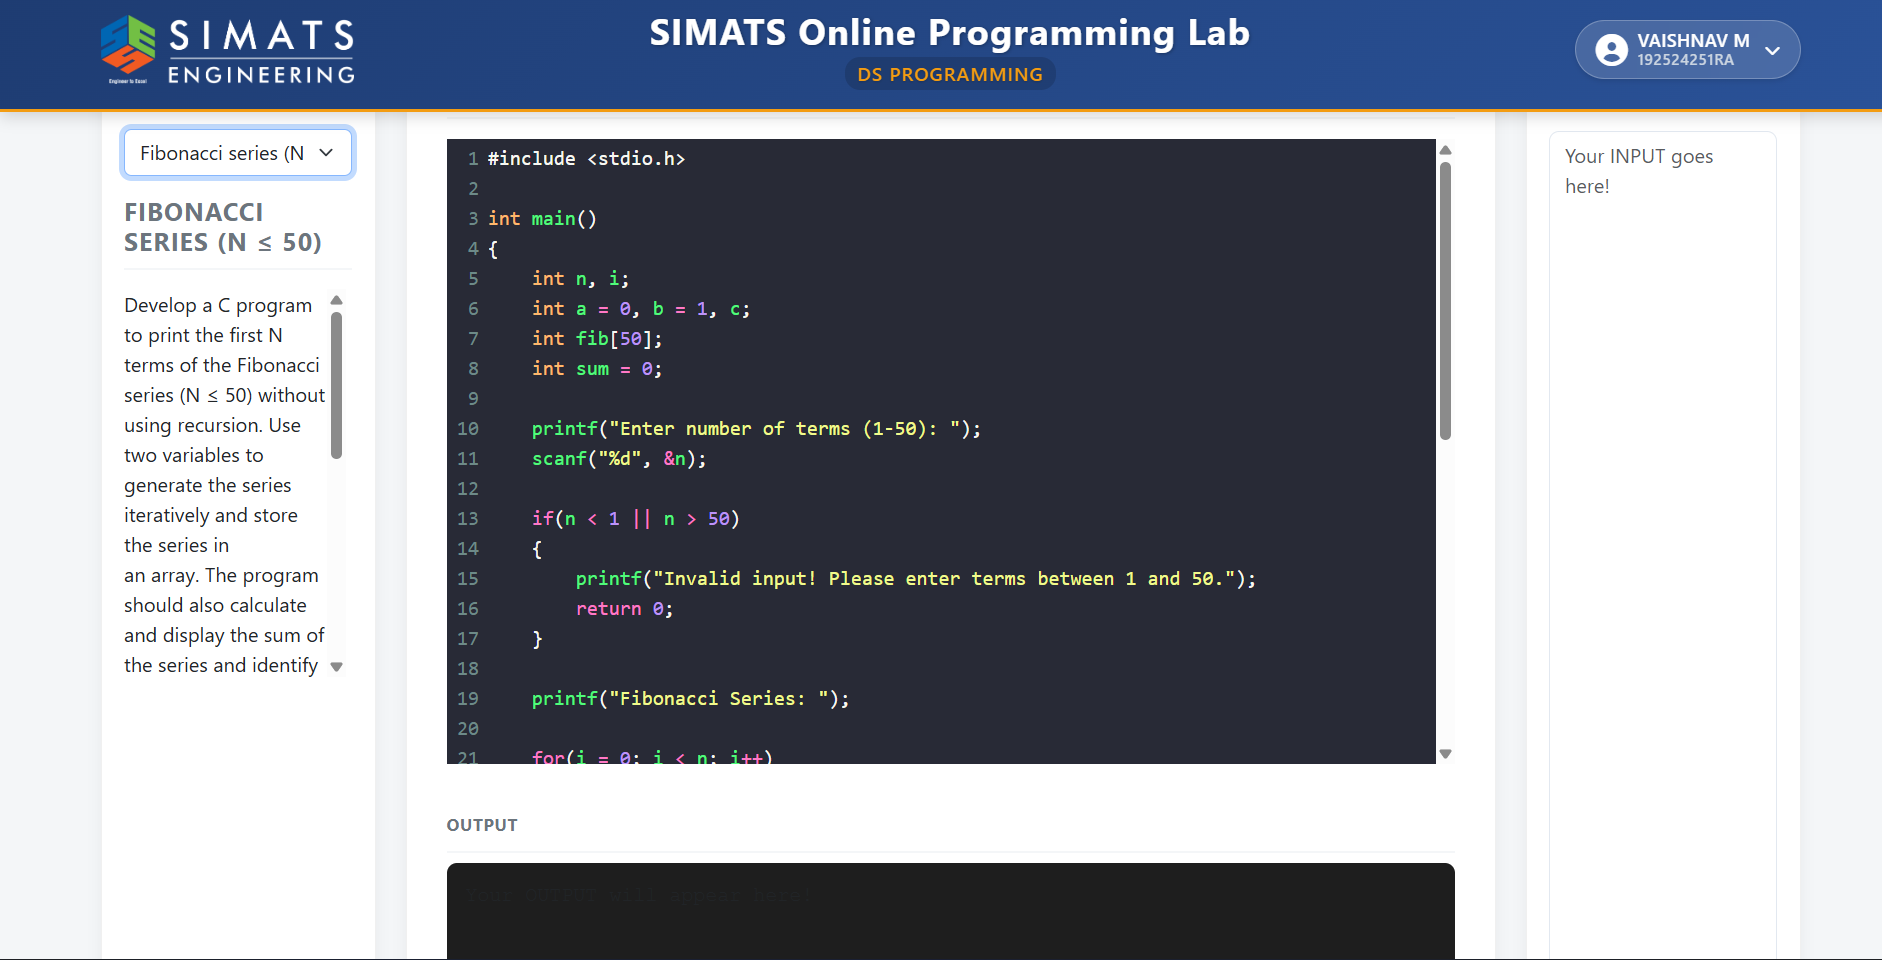 SIMATS
ENGINEERING
Engineer to Excel
SIMATS Online Programming Lab
DS PROGRAMMING
VAISHNAV M
192524251RA
Fibonacci series (N
FIBONACCI
SERIES (N ≤ 50)
Develop a C program
to print the first N
terms of the Fibonacci
series (N ≤ 50) without
using recursion. Use
two variables to
generate the series
iteratively and store
the series in
an array. The program
should also calculate
and display the sum of
the series and identify
1 #include <stdio.h>
2
3 int main()
4 {
5     int n, i;
6     int a = 0, b = 1, c;
7     int fib[50];
8     int sum = 0;
9
10     printf("Enter number of terms (1-50): ");
11     scanf("%d", &n);
12
13     if(n < 1 || n > 50)
14     {
15         printf("Invalid input! Please enter terms between 1 and 50.");
16         return 0;
17     }
18
19     printf("Fibonacci Series: ");
20
21     for(i = 0; i < n; i++)
OUTPUT
Your OUTPUT will appear here!
Your INPUT goes
here!